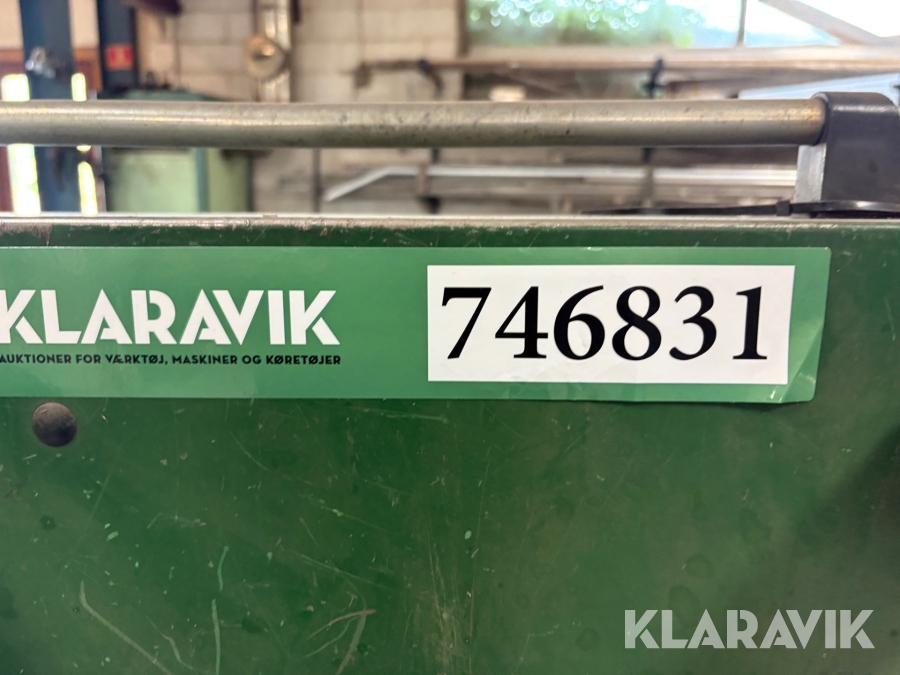 KLARAVIK
AUKTIONER FOR VÆRKTØJ, MASKINER OG KØRETØJER
746831
KLARAVIK